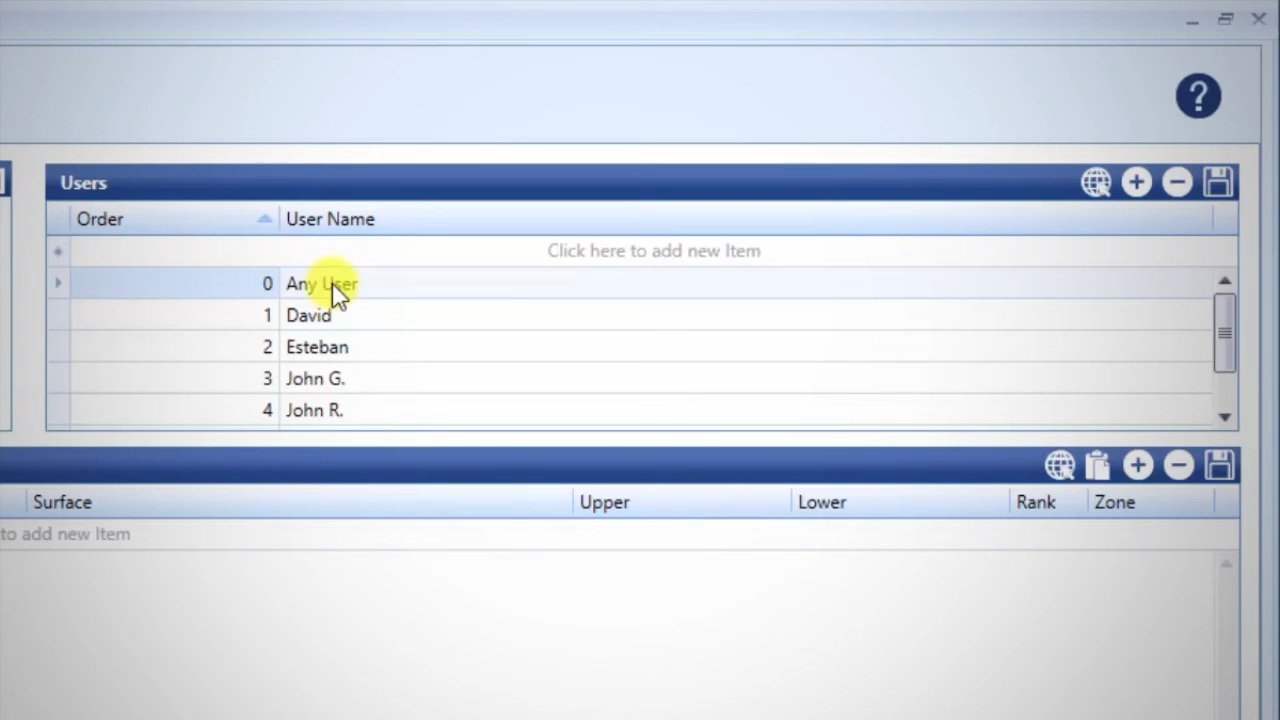 ?
Users
Order User Name
Click here to add new Item
0 Any User
1 David
2 Esteban
3 John G.
4 John R.
Surface Upper Lower Rank Zone
to add new Item